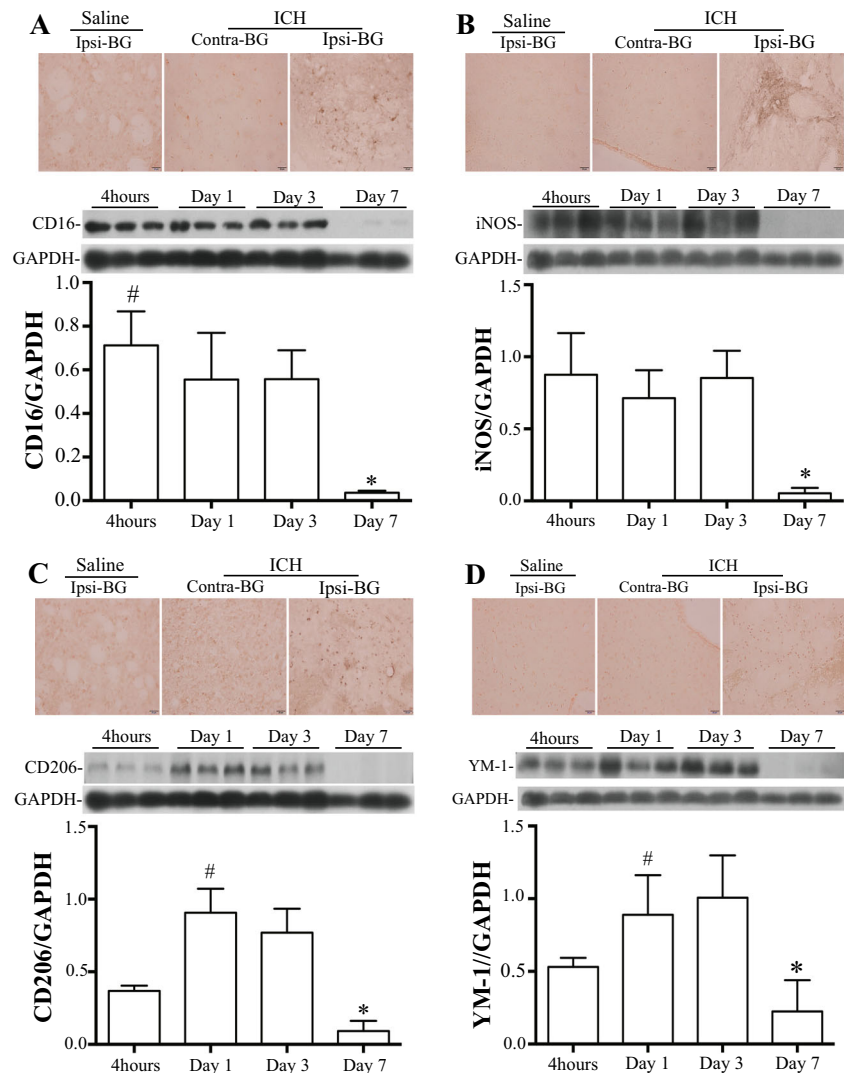 A
Saline
ICH
Ipsi-BG
Contra-BG
Ipsi-BG
4hours
Day 1
Day 3
Day 7
CD16-
GAPDH-
CD16/GAPDH
1.0
0.8
0.6
0.4
0.2
0.0
#
*
4hours
Day 1
Day 3
Day 7
B
Saline
ICH
Ipsi-BG
Contra-BG
Ipsi-BG
4hours
Day 1
Day 3
Day 7
iNOS-
GAPDH-
iNOS/GAPDH
1.5
1.0
0.5
0.0
*
4hours
Day 1
Day 3
Day 7
C
Saline
ICH
Ipsi-BG
Contra-BG
Ipsi-BG
4hours
Day 1
Day 3
Day 7
CD206-
GAPDH-
CD206/GAPDH
1.5
1.0
0.5
0.0
#
*
4hours
Day 1
Day 3
Day 7
D
Saline
ICH
Ipsi-BG
Contra-BG
Ipsi-BG
4hours
Day 1
Day 3
Day 7
YM-1-
GAPDH-
YM-1//GAPDH
1.5
1.0
0.5
0.0
#
*
4hours
Day 1
Day 3
Day 7